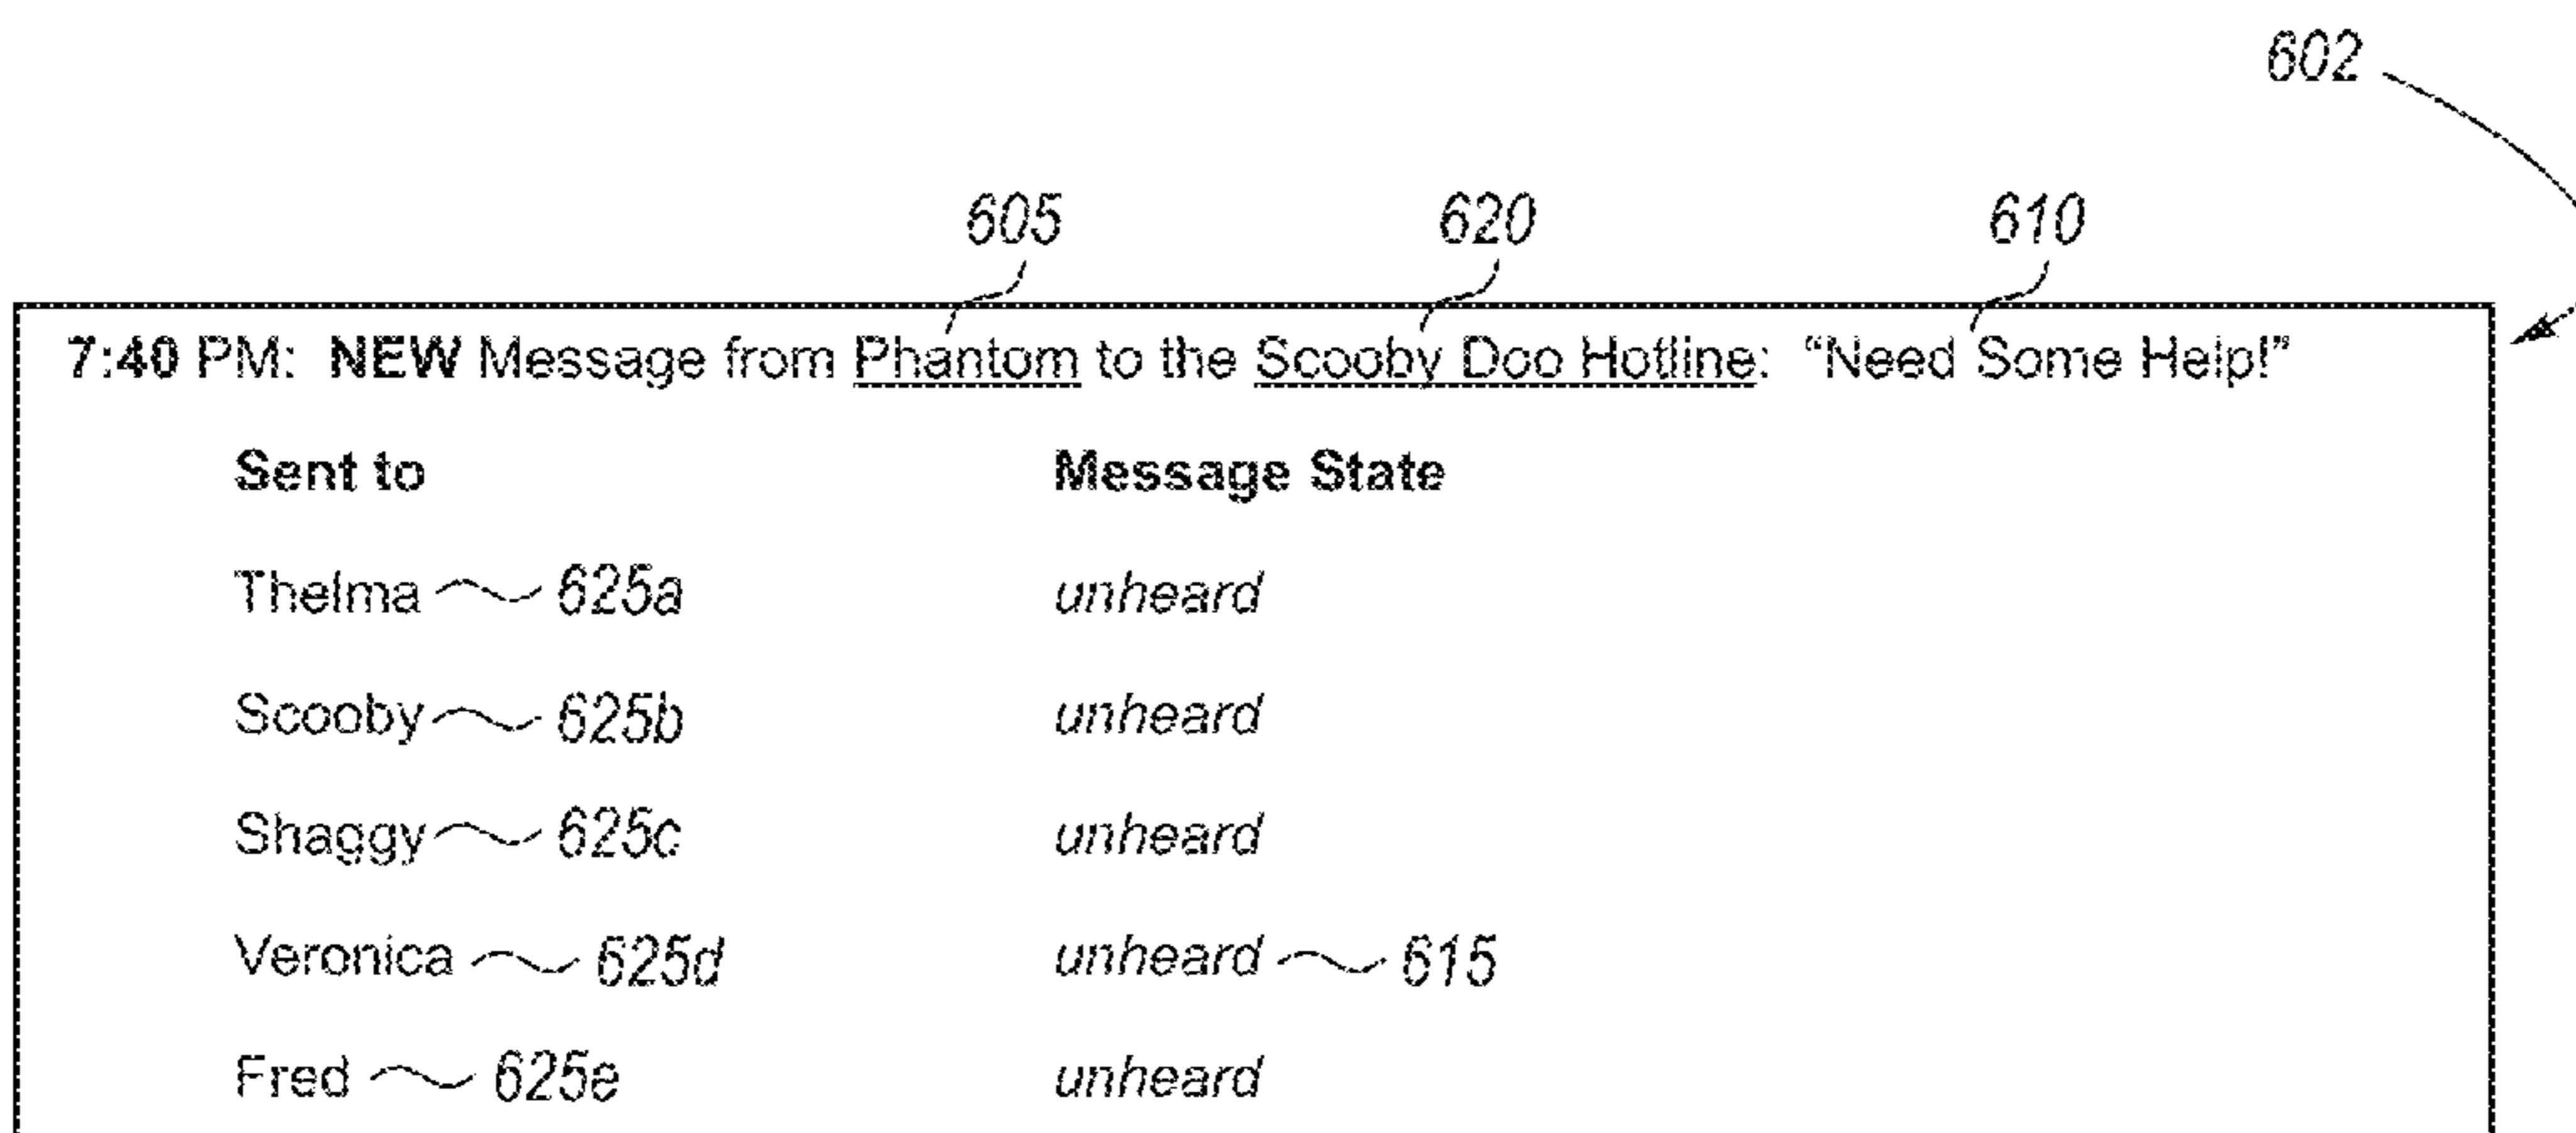 602
605 620 610
7:40 PM: NEW Message from Phantom to the Scooby Doo Hotline: “Need Some Help!”
Sent to Message State
Thelma 625a unheard
Scooby 625b unheard
Shaggy 625c unheard
Veronica 625d unheard 615
Fred 625e unheard